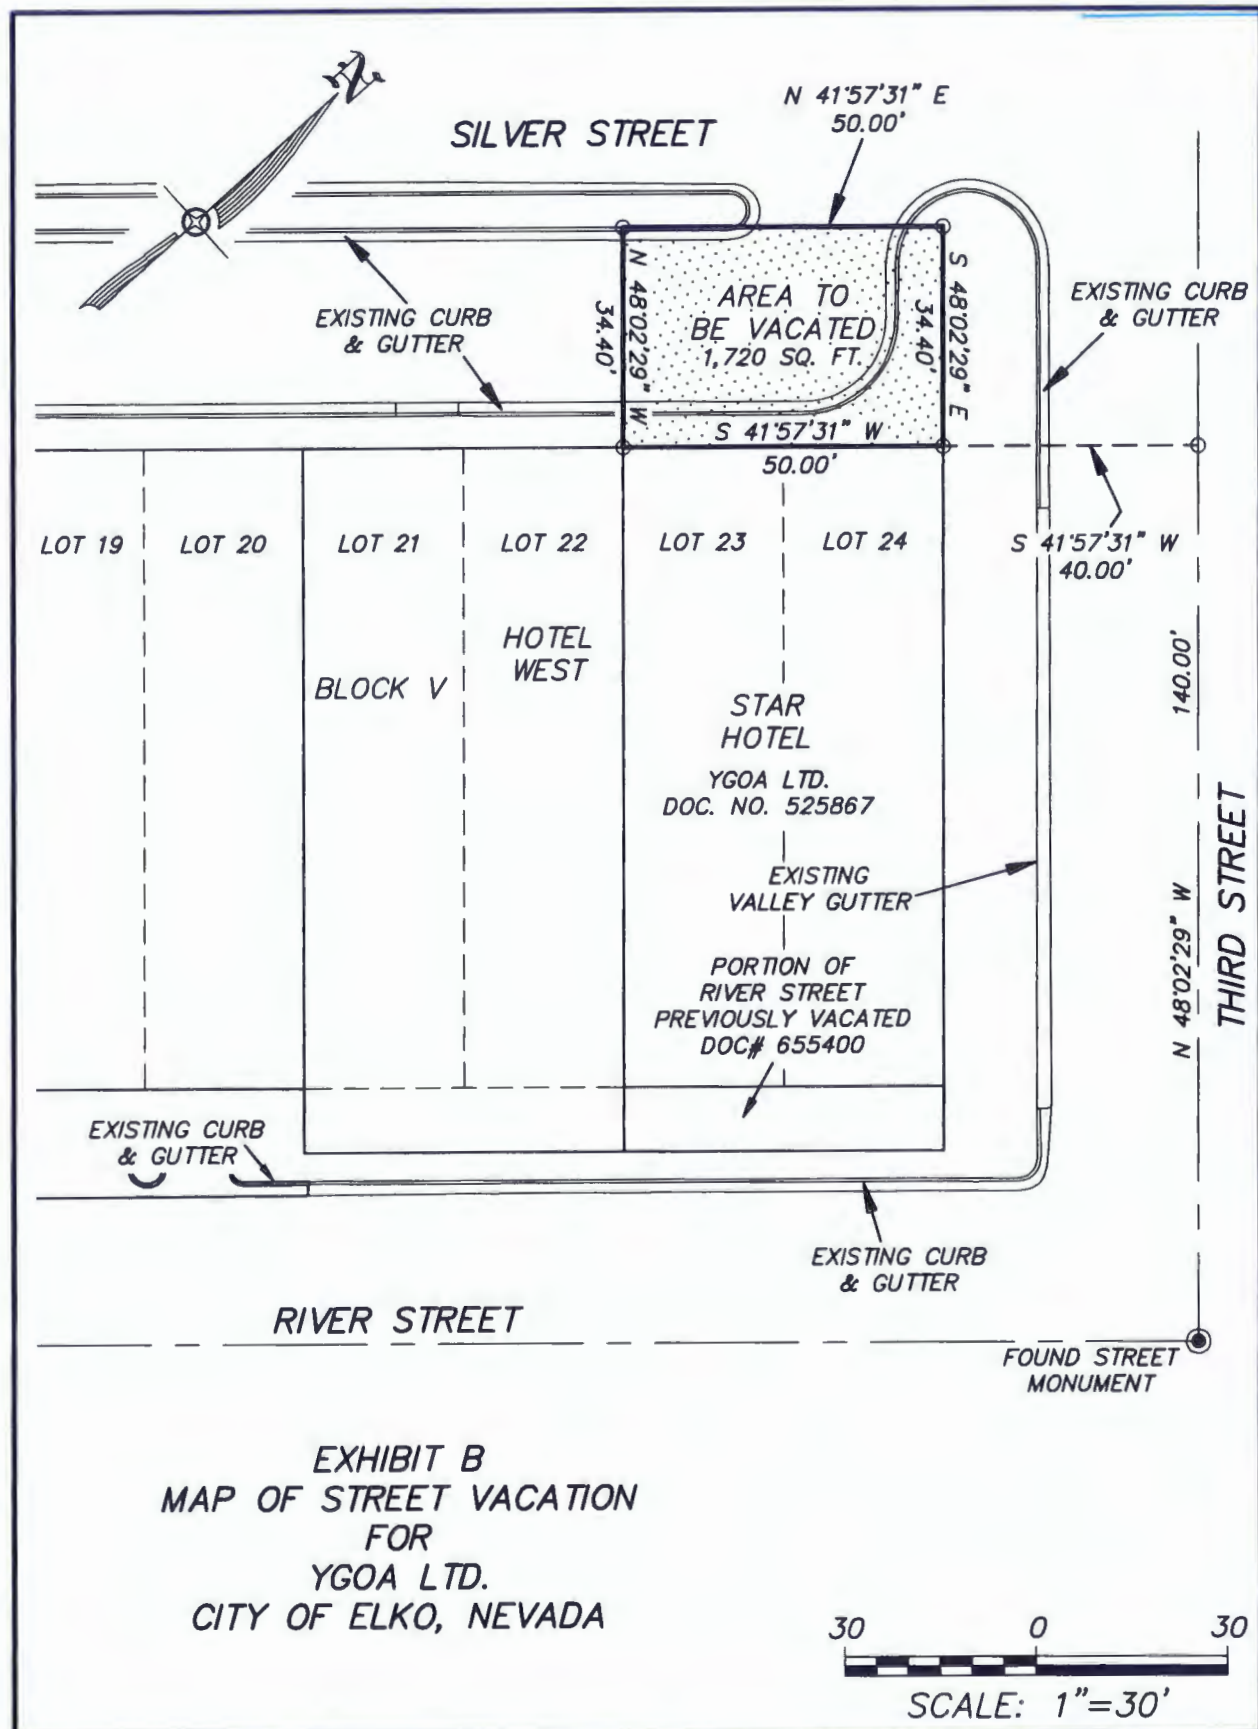 N
SILVER STREET
N 41°57'31" E
50.00'
EXISTING CURB
& GUTTER
N 48°02'29" W
34.40'
AREA TO
BE VACATED
1,720 SQ. FT.
S 48°02'29" E
34.40'
EXISTING CURB
& GUTTER
S 41°57'31" W
50.00'
S 41°57'31" W
40.00'
LOT 19
LOT 20
LOT 21
LOT 22
LOT 23
LOT 24
BLOCK V
HOTEL
WEST
STAR
HOTEL
YGOA LTD.
DOC. NO. 525867
EXISTING
VALLEY GUTTER
PORTION OF
RIVER STREET
PREVIOUSLY VACATED
DOC# 655400
140.00'
N 48°02'29" W
THIRD STREET
EXISTING CURB
& GUTTER
EXISTING CURB
& GUTTER
RIVER STREET
FOUND STREET
MONUMENT
EXHIBIT B
MAP OF STREET VACATION
FOR
YGOA LTD.
CITY OF ELKO, NEVADA
30 0 30
SCALE: 1"=30'